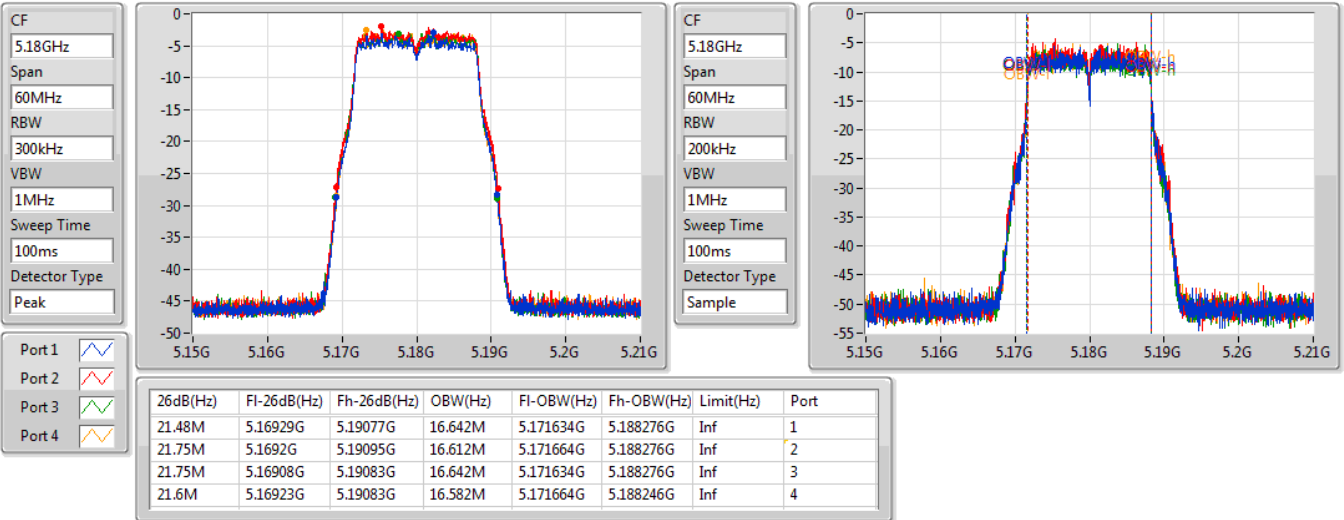 CF
5.18GHz
Span
60MHz
RBW
300kHz
VBW
1MHz
Sweep Time
100ms
Detector Type
Peak
0
-5
-10
-15
-20
-25
-30
-35
-40
-45
-50
5.15G 5.16G 5.17G 5.18G 5.19G 5.2G 5.21G
CF
5.18GHz
Span
60MHz
RBW
200kHz
VBW
1MHz
Sweep Time
100ms
Detector Type
Sample
0
-5
-10
-15
-20
-25
-30
-35
-40
-45
-50
-55
5.15G 5.16G 5.17G 5.18G 5.19G 5.2G 5.21G
Port 1
Port 2
Port 3
Port 4
26dB(Hz) Fl-26dB(Hz) Fh-26dB(Hz) OBW(Hz) Fl-OBW(Hz) Fh-OBW(Hz) Limit(Hz) Port
21.48M 5.16929G 5.19077G 16.642M 5.171634G 5.188276G Inf 1
21.75M 5.1692G 5.19095G 16.612M 5.171664G 5.188276G Inf 2
21.75M 5.16908G 5.19083G 16.642M 5.171634G 5.188276G Inf 3
21.6M 5.16923G 5.19083G 16.582M 5.171664G 5.188246G Inf 4